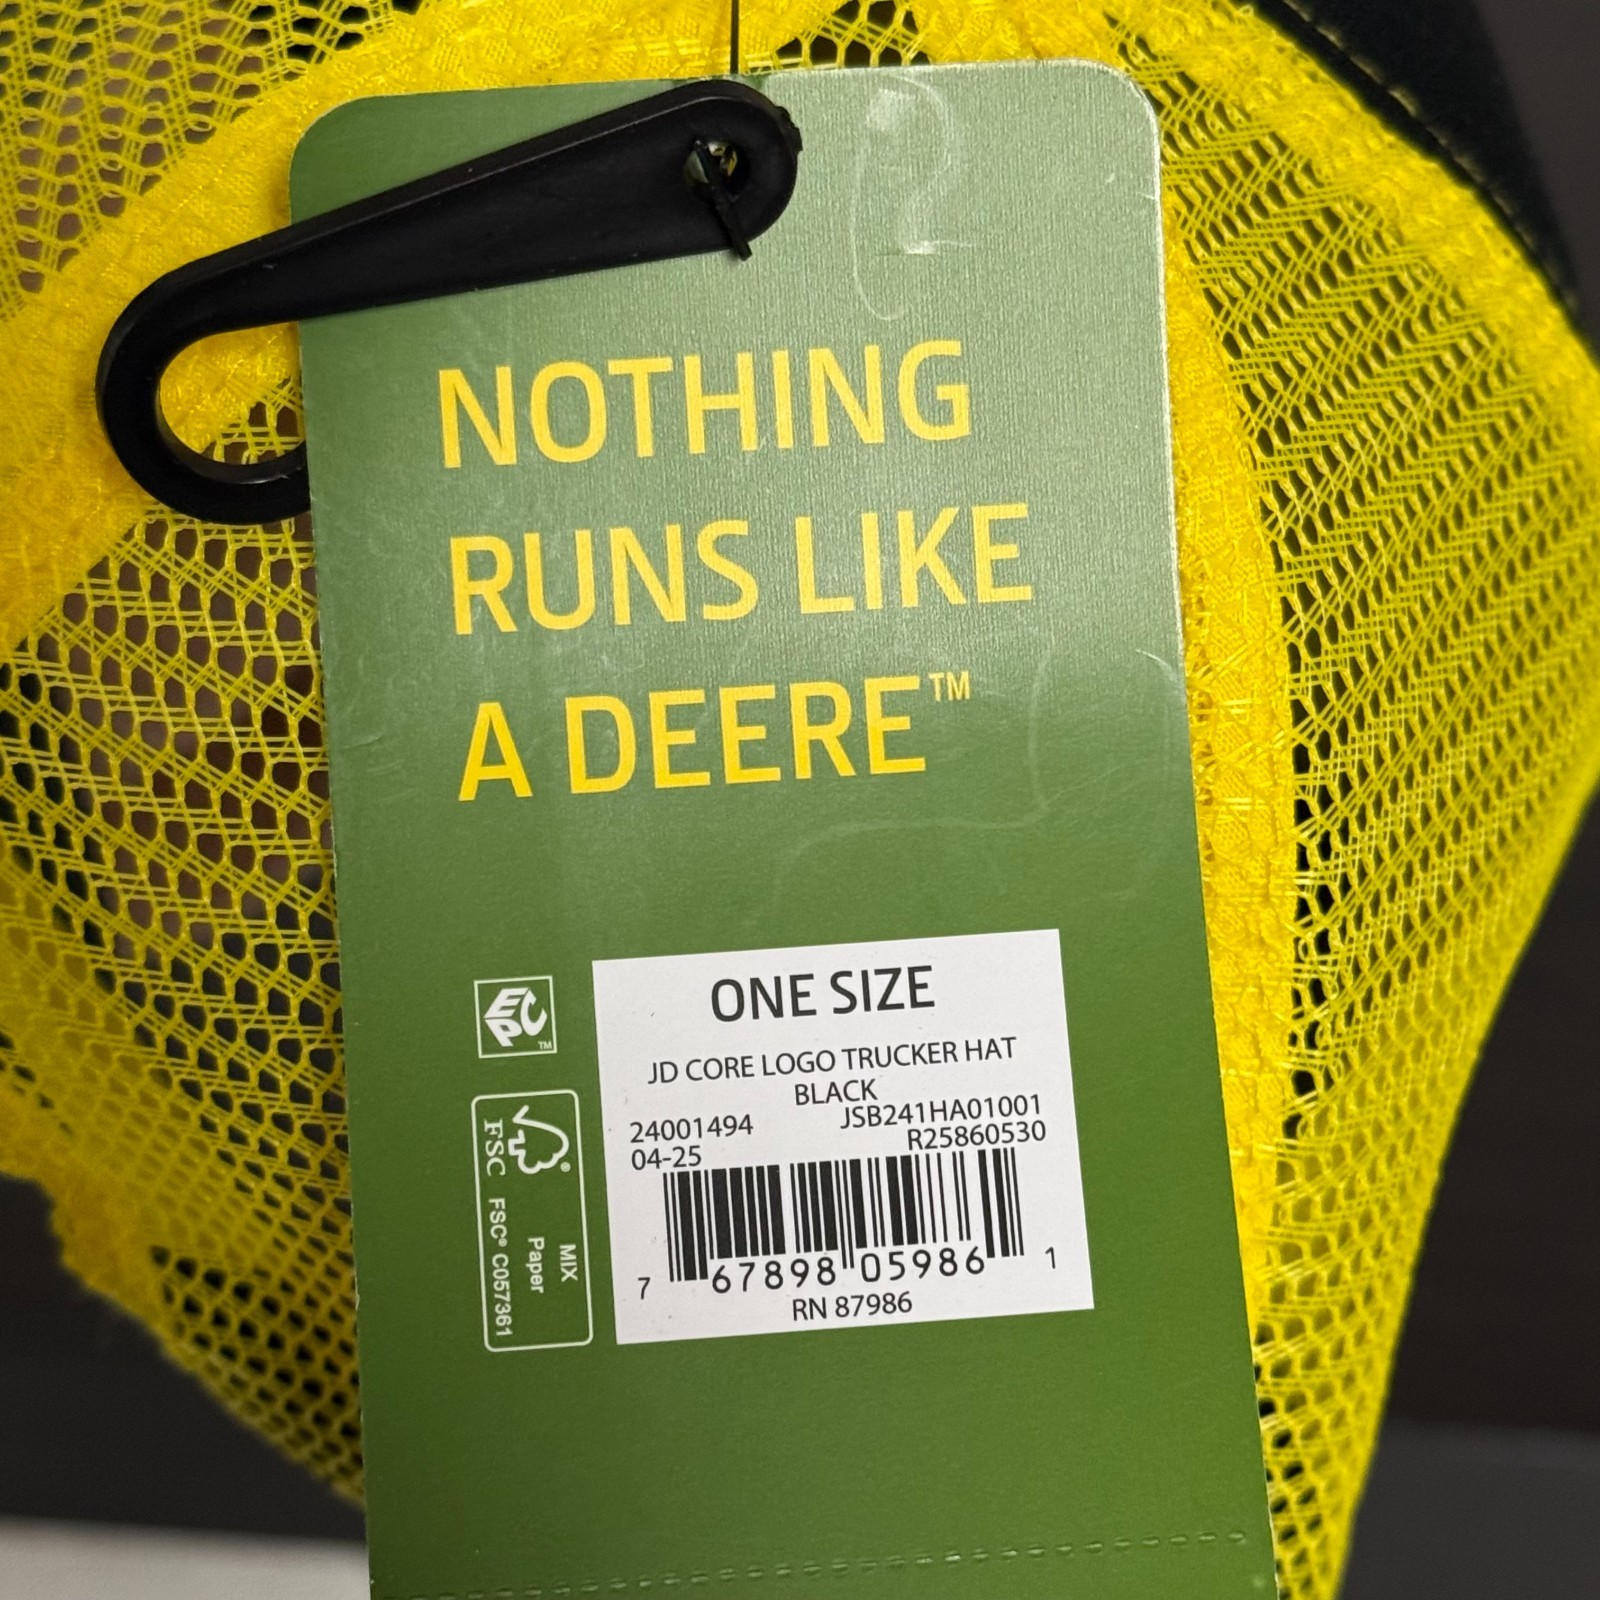 NOTHING
RUNS LIKE
A DEERE™
EPC™
ONE SIZE
JD CORE LOGO TRUCKER HAT
BLACK
24001494 JSB241HA01001
04-25 R25860530
7 67898 05986 1
RN 87986
FSC®
MIX
Paper
FSC® C057361